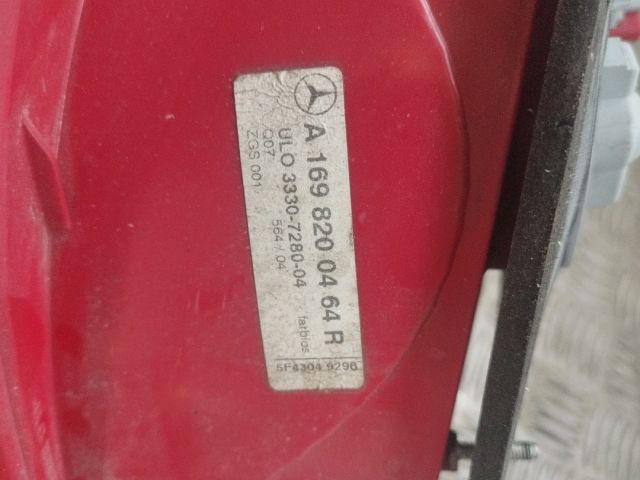 A 169 820 04 64 R
ULO 3330-7280-04 farblos
Q07 564 / 04
ZGS 001
5F4304 9296